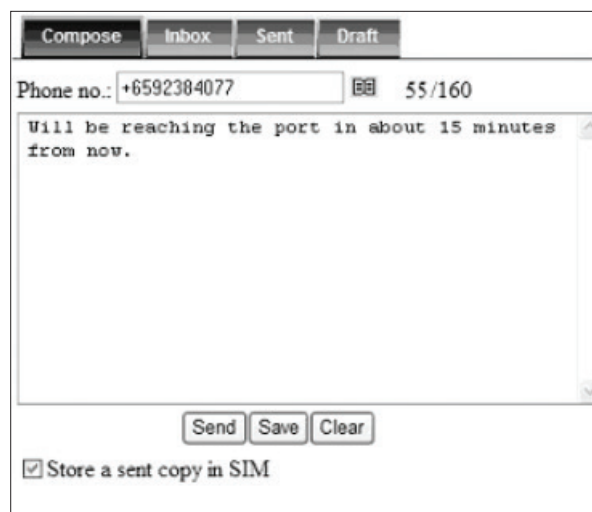 Compose Inbox Sent Draft
Phone no.: +6592384077 55/160
Will be reaching the port in about 15 minutes
from now.
Send Save Clear
Store a sent copy in SIM